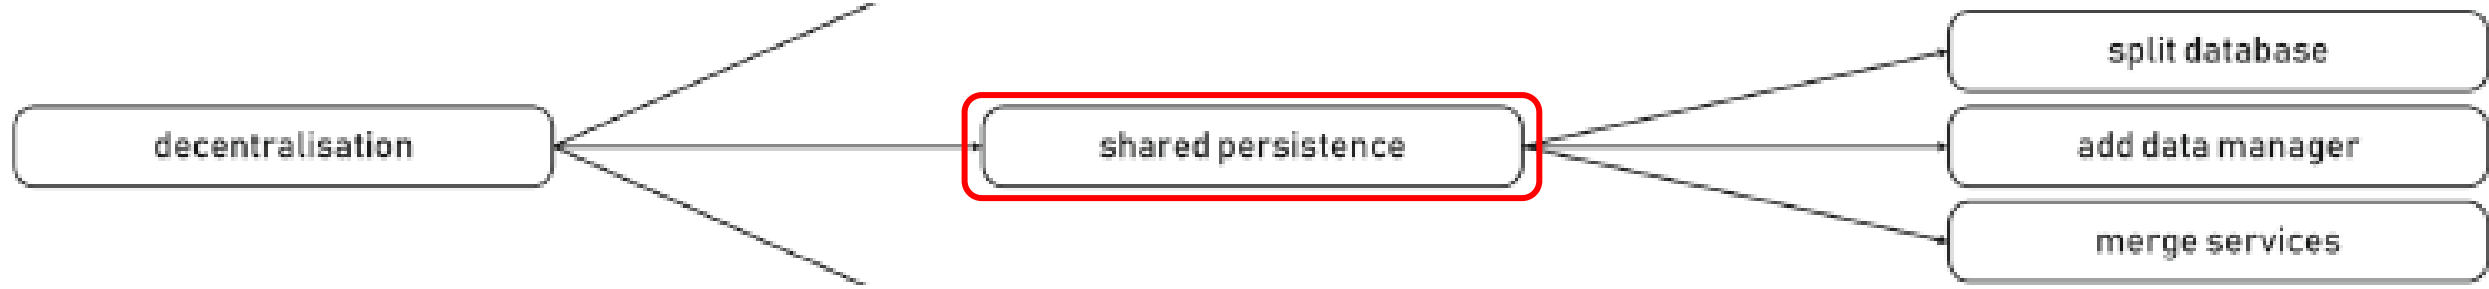 decentralisation
shared persistence
split database
add data manager
merge services